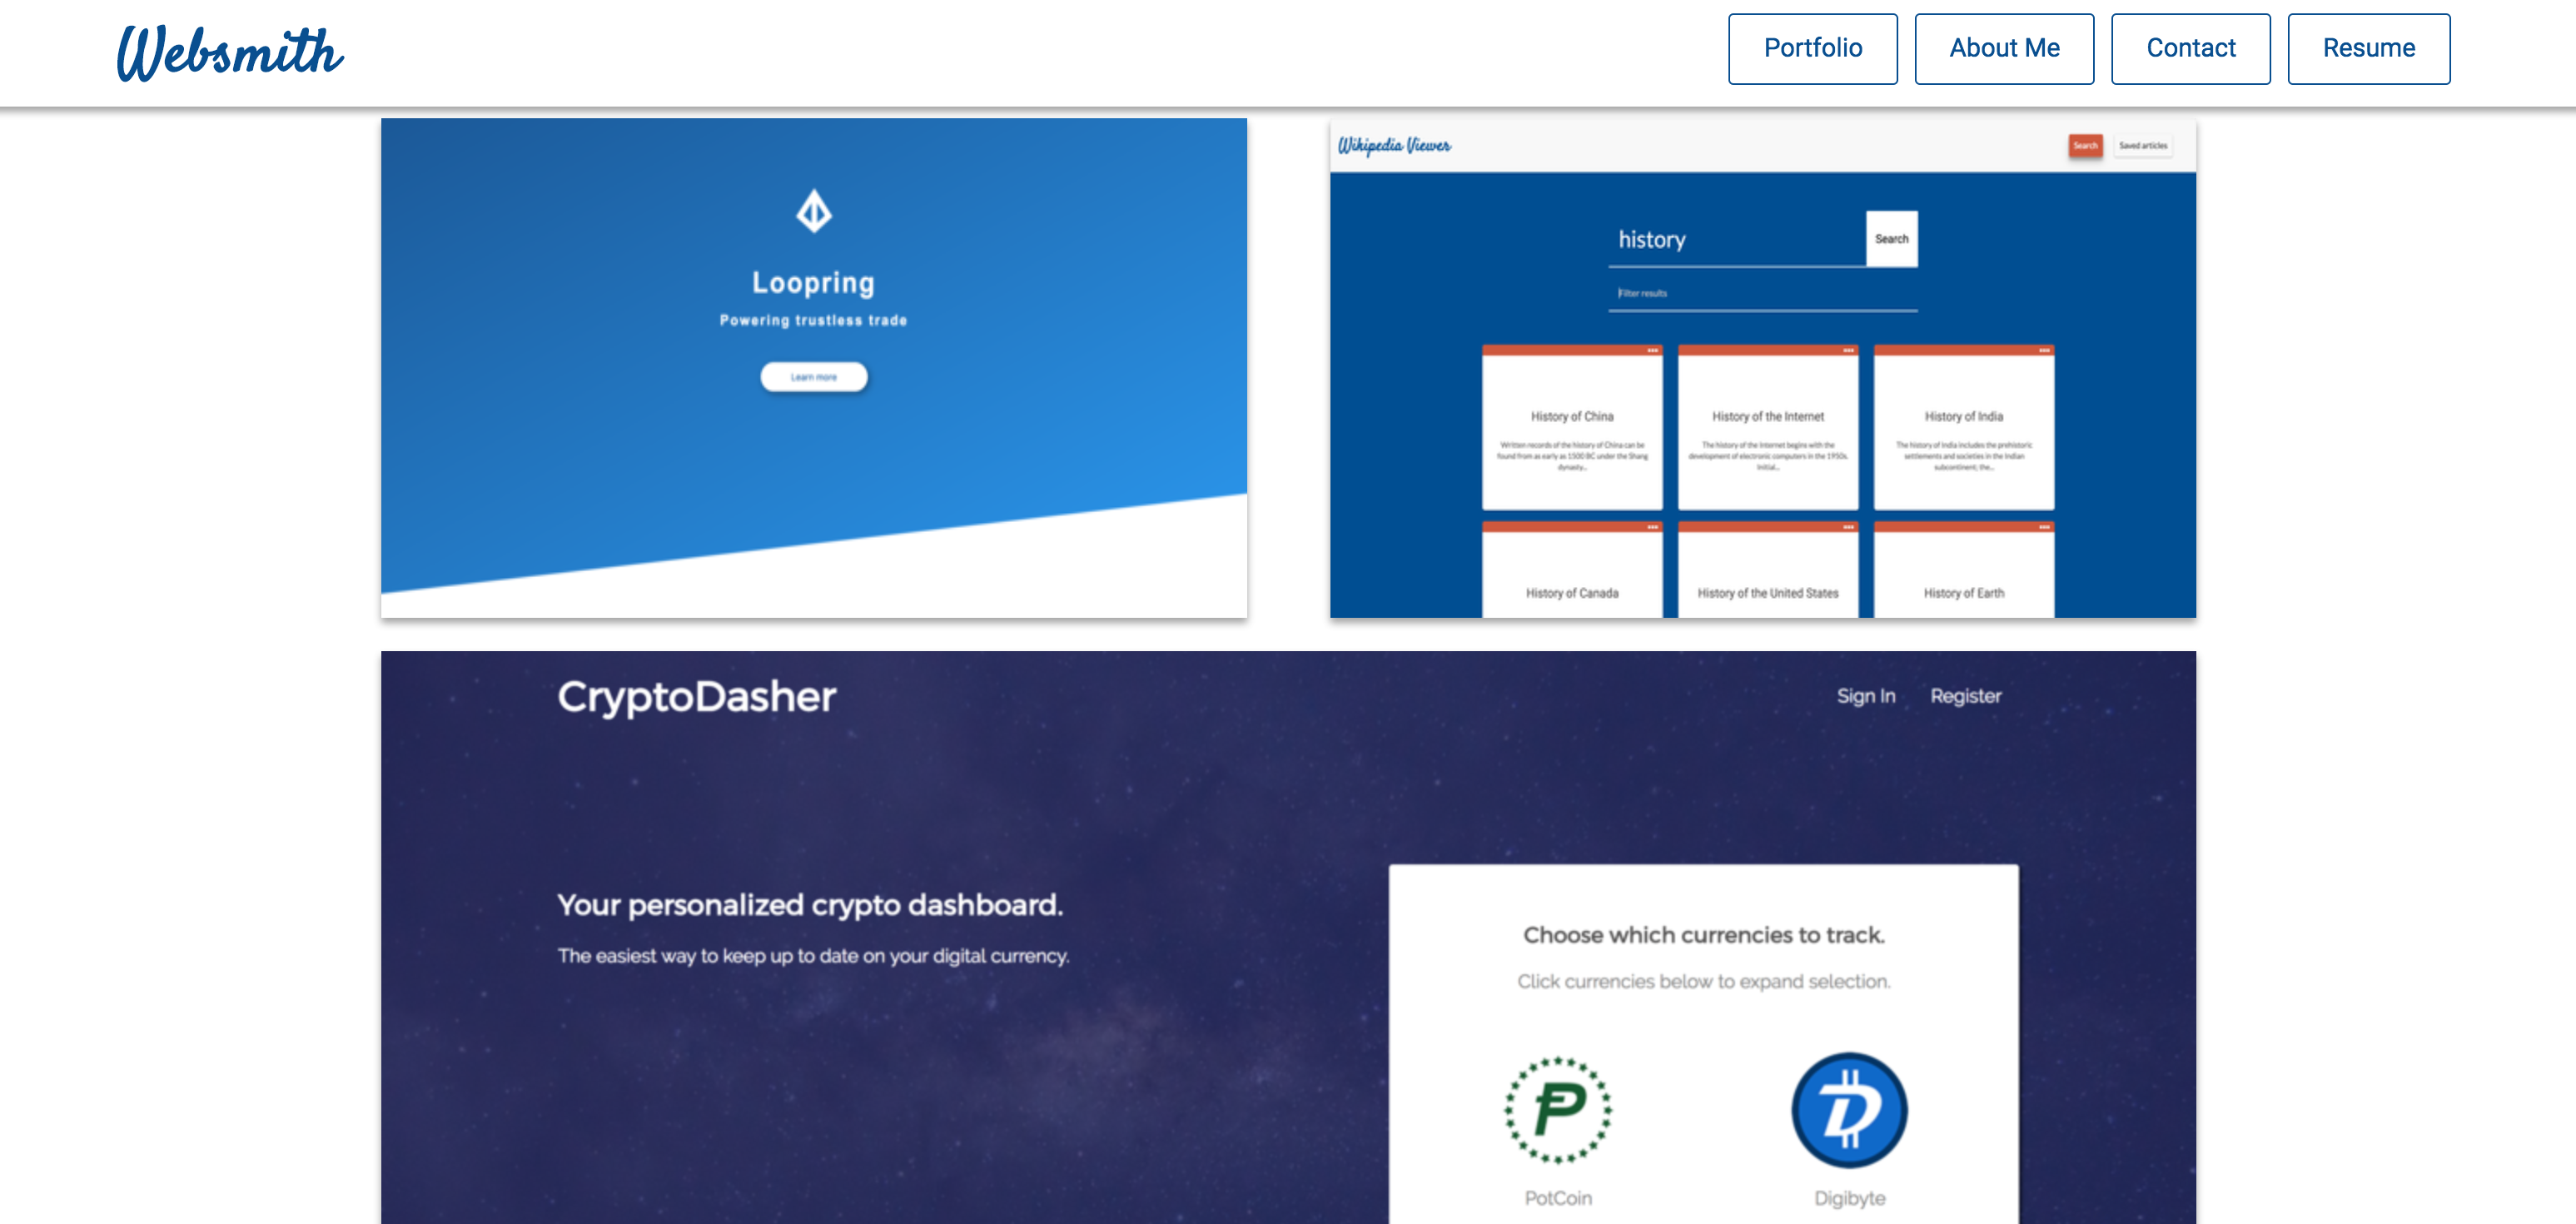 Websmith
Portfolio
About Me
Contact
Resume
Loopring
Powering trustless trade
Learn more
Wikipedia Viewer
Search
Saved articles
history
Search
Filter results
History of China
Written records of the history of China can be
found from as early as 1500 BC under the Shang
dynasty...
History of the Internet
The history of the Internet begins with the
development of electronic computers in the 1950s.
Initial...
History of India
The history of India includes the prehistoric
settlements and societies in the Indian
subcontinent; the...
History of Canada
History of the United States
History of Earth
CryptoDasher
Sign In
Register
Your personalized crypto dashboard.
The easiest way to keep up to date on your digital currency.
Choose which currencies to track.
Click currencies below to expand selection.
PotCoin
Digibyte